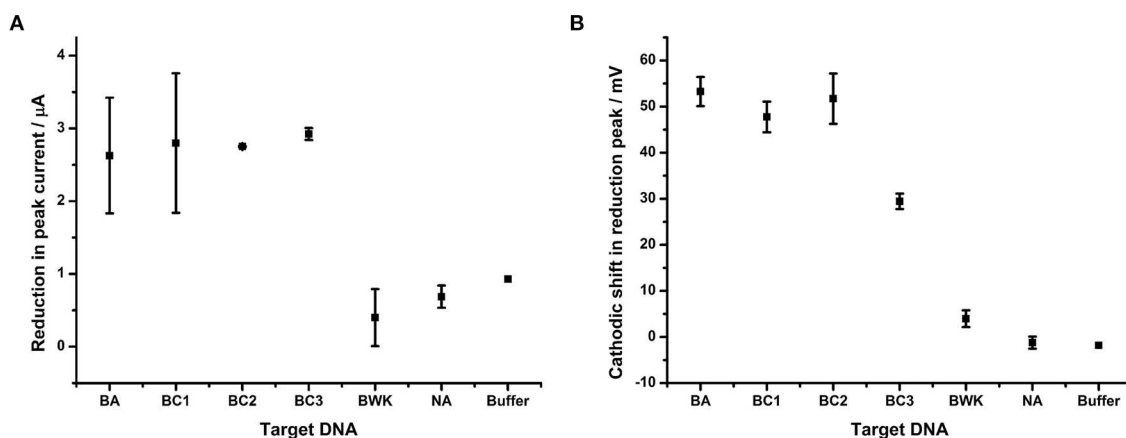 A
Reduction in peak current / μA
4
3
2
1
0
BA BC1 BC2 BC3 BWK NA Buffer
Target DNA
B
Cathodic shift in reduction peak / mV
60
50
40
30
20
10
0
-10
BA BC1 BC2 BC3 BWK NA Buffer
Target DNA